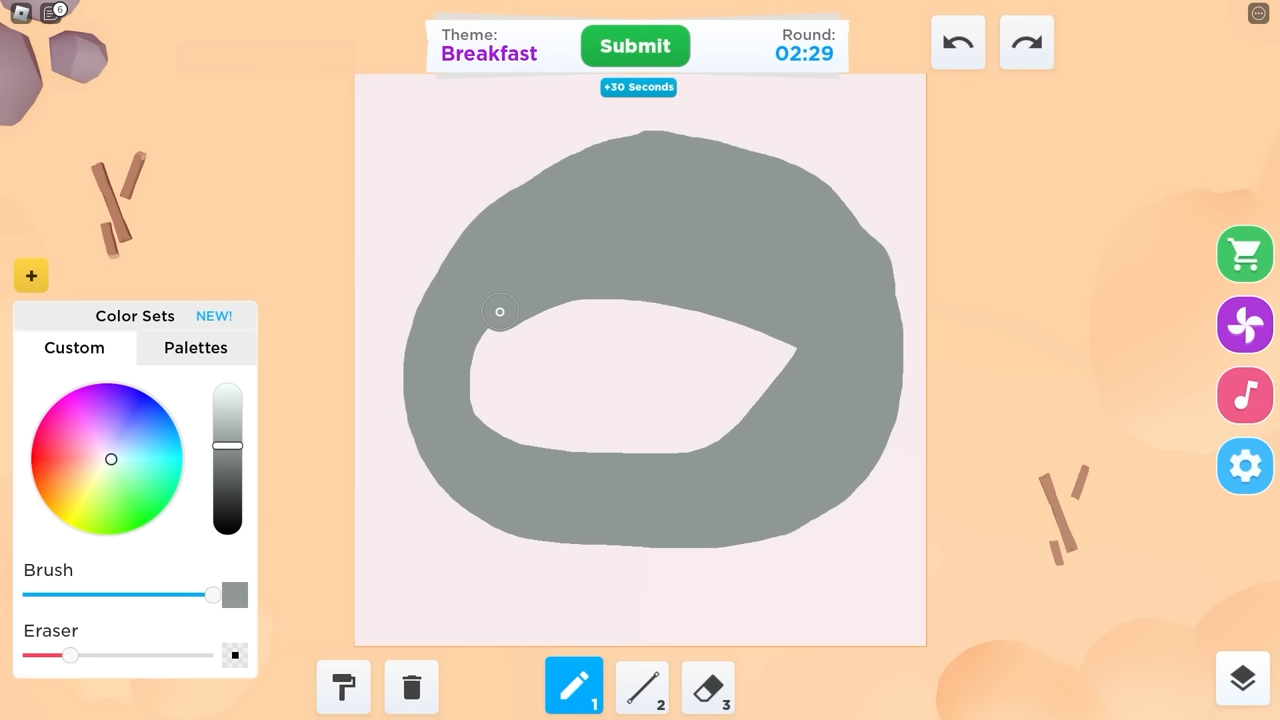 6
Theme:
Breakfast
Submit
Round:
02:29
+30 Seconds
+
Color Sets NEW!
Custom
Palettes
Brush
Eraser
1
2
3